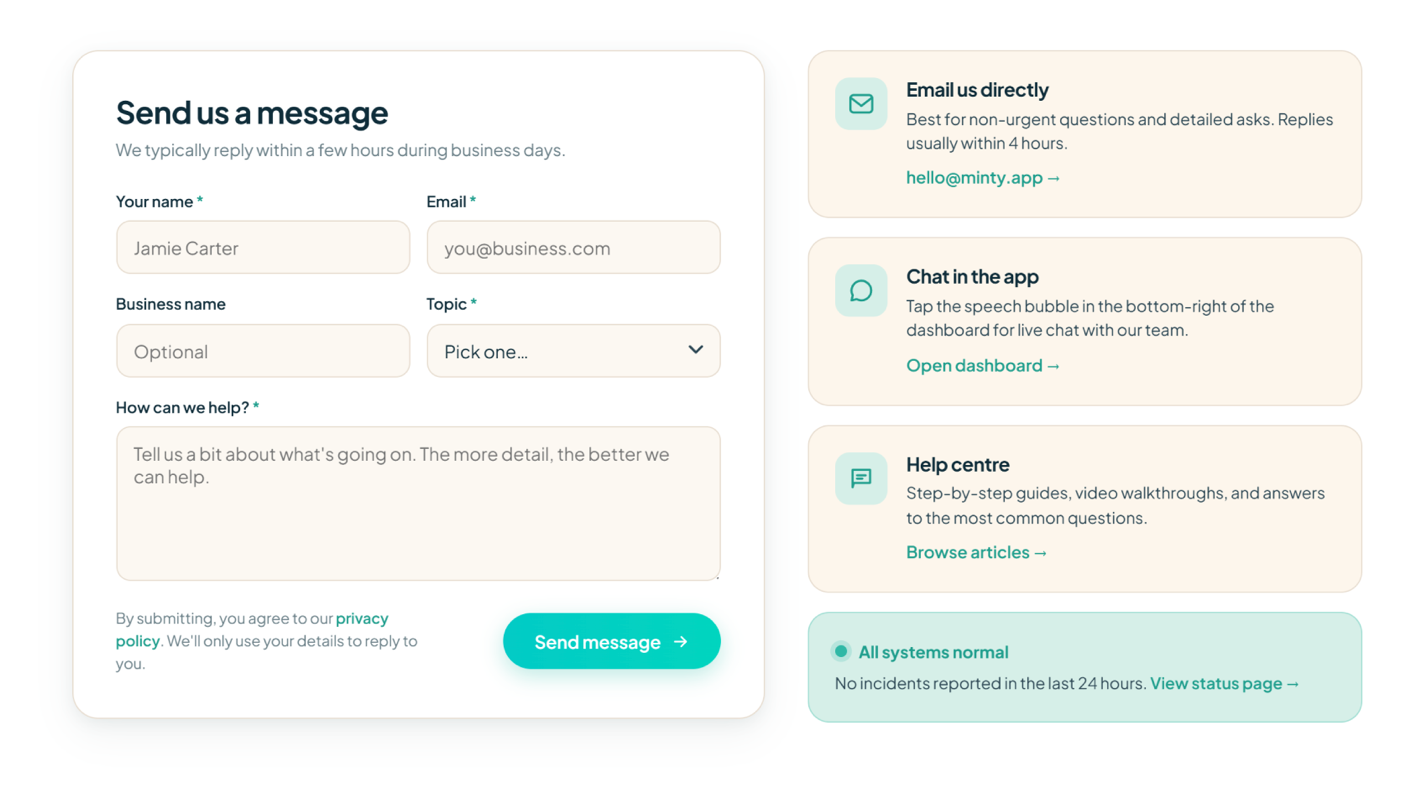 Send us a message
We typically reply within a few hours during business days.
Your name *
Email *
Jamie Carter
you@business.com
Business name
Topic *
Optional
Pick one...
How can we help? *
Tell us a bit about what's going on. The more detail, the better we
can help.
By submitting, you agree to our privacy
policy. We'll only use your details to reply to
you.
Send message →
Email us directly
Best for non-urgent questions and detailed asks. Replies
usually within 4 hours.
hello@minty.app →
Chat in the app
Tap the speech bubble in the bottom-right of the
dashboard for live chat with our team.
Open dashboard →
Help centre
Step-by-step guides, video walkthroughs, and answers
to the most common questions.
Browse articles →
All systems normal
No incidents reported in the last 24 hours. View status page →